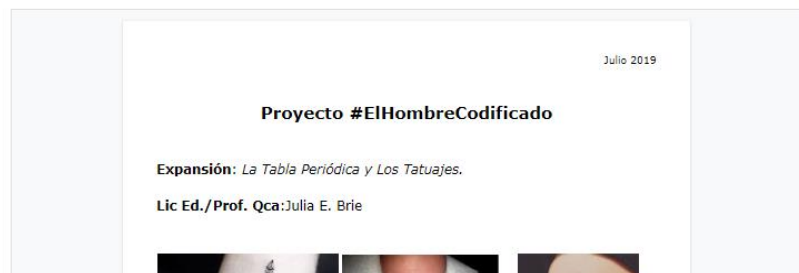 Julio 2019
Proyecto #ElHombreCodificado
Expansión: La Tabla Periódica y Los Tatuajes.
Lic Ed./Prof. Qca:Julia E. Brie